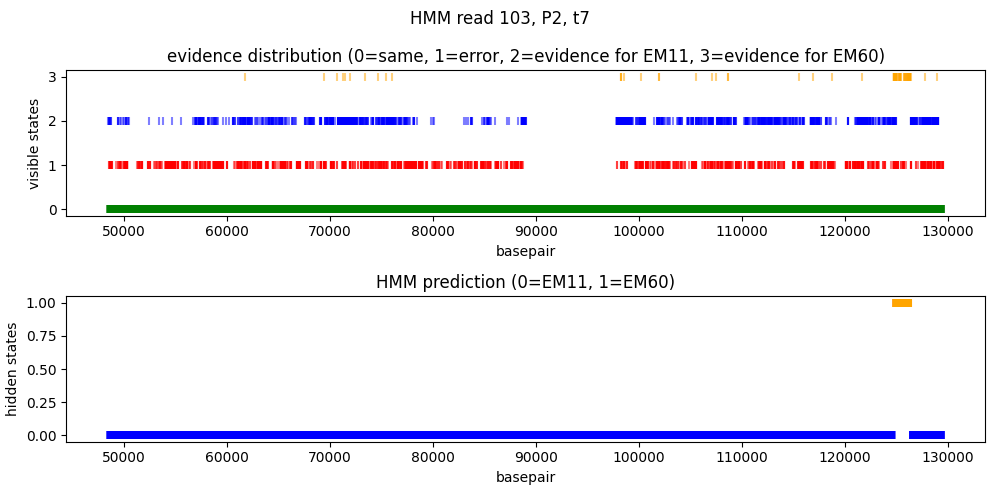 HMM read 103, P2, t7
evidence distribution (0=same, 1=error, 2=evidence for EM11, 3=evidence for EM60)
visible states
3
2
1
0
50000 60000 70000 80000 90000 100000 110000 120000 130000
basepair
HMM prediction (0=EM11, 1=EM60)
hidden states
1.00
0.75
0.50
0.25
0.00
50000 60000 70000 80000 90000 100000 110000 120000 130000
basepair